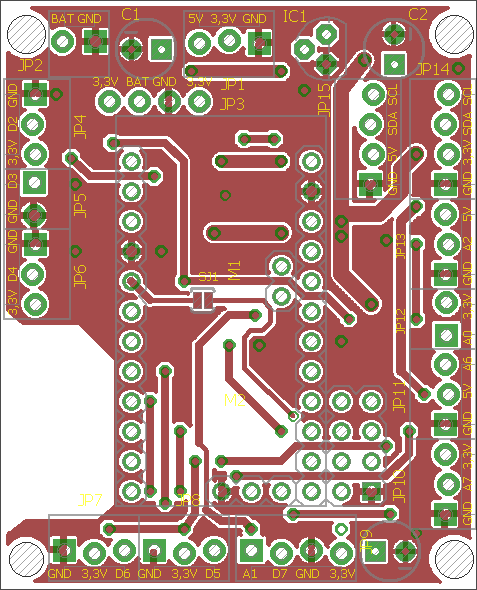 BAT GND
C1
5V 3,3V GND
IC1
C2
JP2
JP1
JP14
3,3V BAT GND 3,3V
JP3
JP15
GND
D2
3,3V
JP4
SCL
SDA
5V
GND
SCL
SDA
3,3V
GND
D3
3,3V
GND
JP5
5V
A2
GND
JP13
GND
D4
3,3V
JP6
SJ1
M1
3,3V
A0
JP12
A6
5V
GND
JP11
M2
3,3V
A7
GND
JP10
JP7
JP8
JP9
GND 3,3V D6
GND 3,3V D5
A1 D7 GND 3,3V